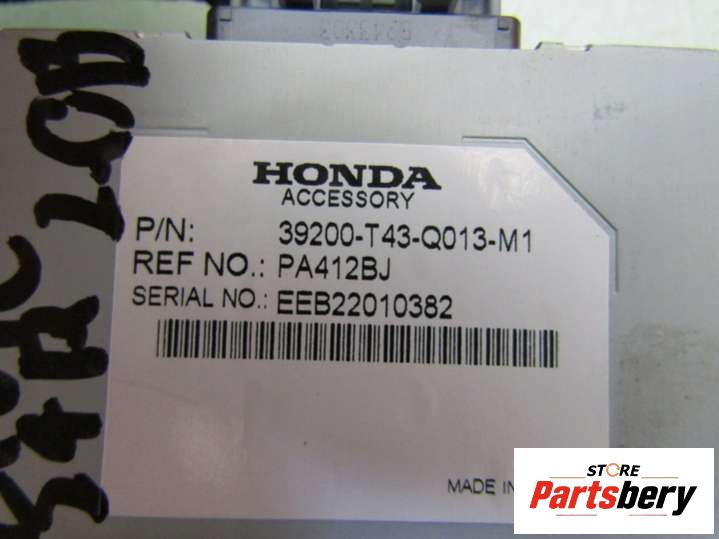 HONDA
ACCESSORY
P/N: 39200-T43-Q013-M1
REF NO.: PA412BJ
SERIAL NO.: EEB22010382
MADE IN
STORE
Partsbery